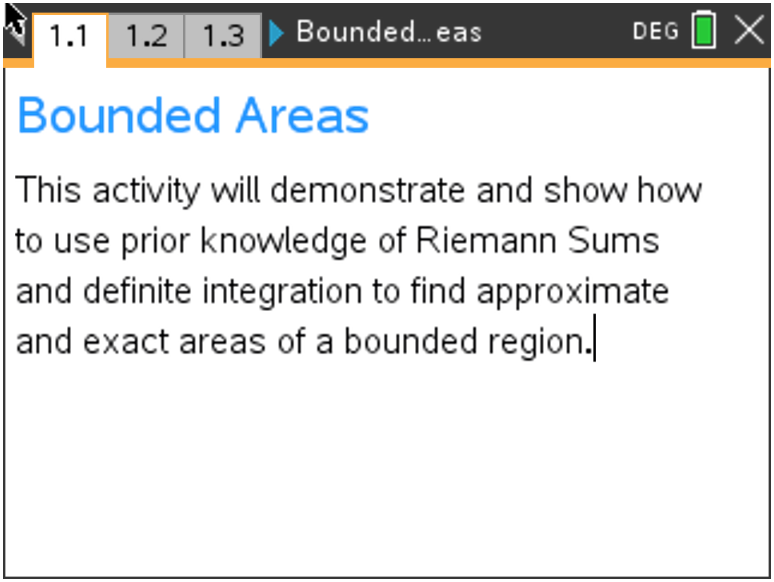 1.1 1.2 1.3 Bounded...eas DEG
Bounded Areas
This activity will demonstrate and show how
to use prior knowledge of Riemann Sums
and definite integration to find approximate
and exact areas of a bounded region.